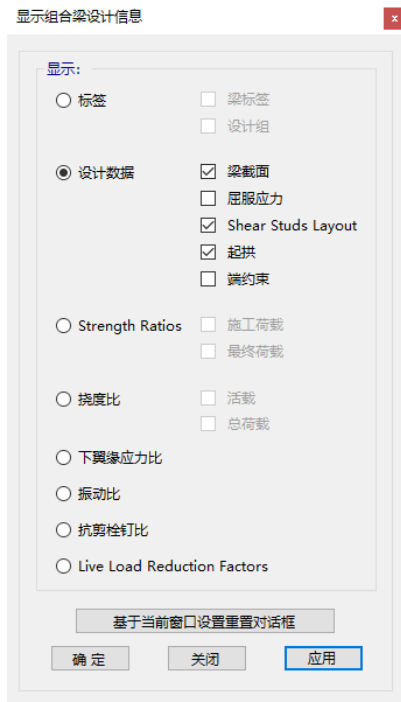 显示组合梁设计信息
x
显示:
标签
梁标签
设计组
设计数据
梁截面
屈服应力
Shear Studs Layout
起拱
端约束
Strength Ratios
施工荷载
最终荷载
挠度比
活载
总荷载
下翼缘应力比
振动比
抗剪栓钉比
Live Load Reduction Factors
基于当前窗口设置重置对话框
确 定
关闭
应用